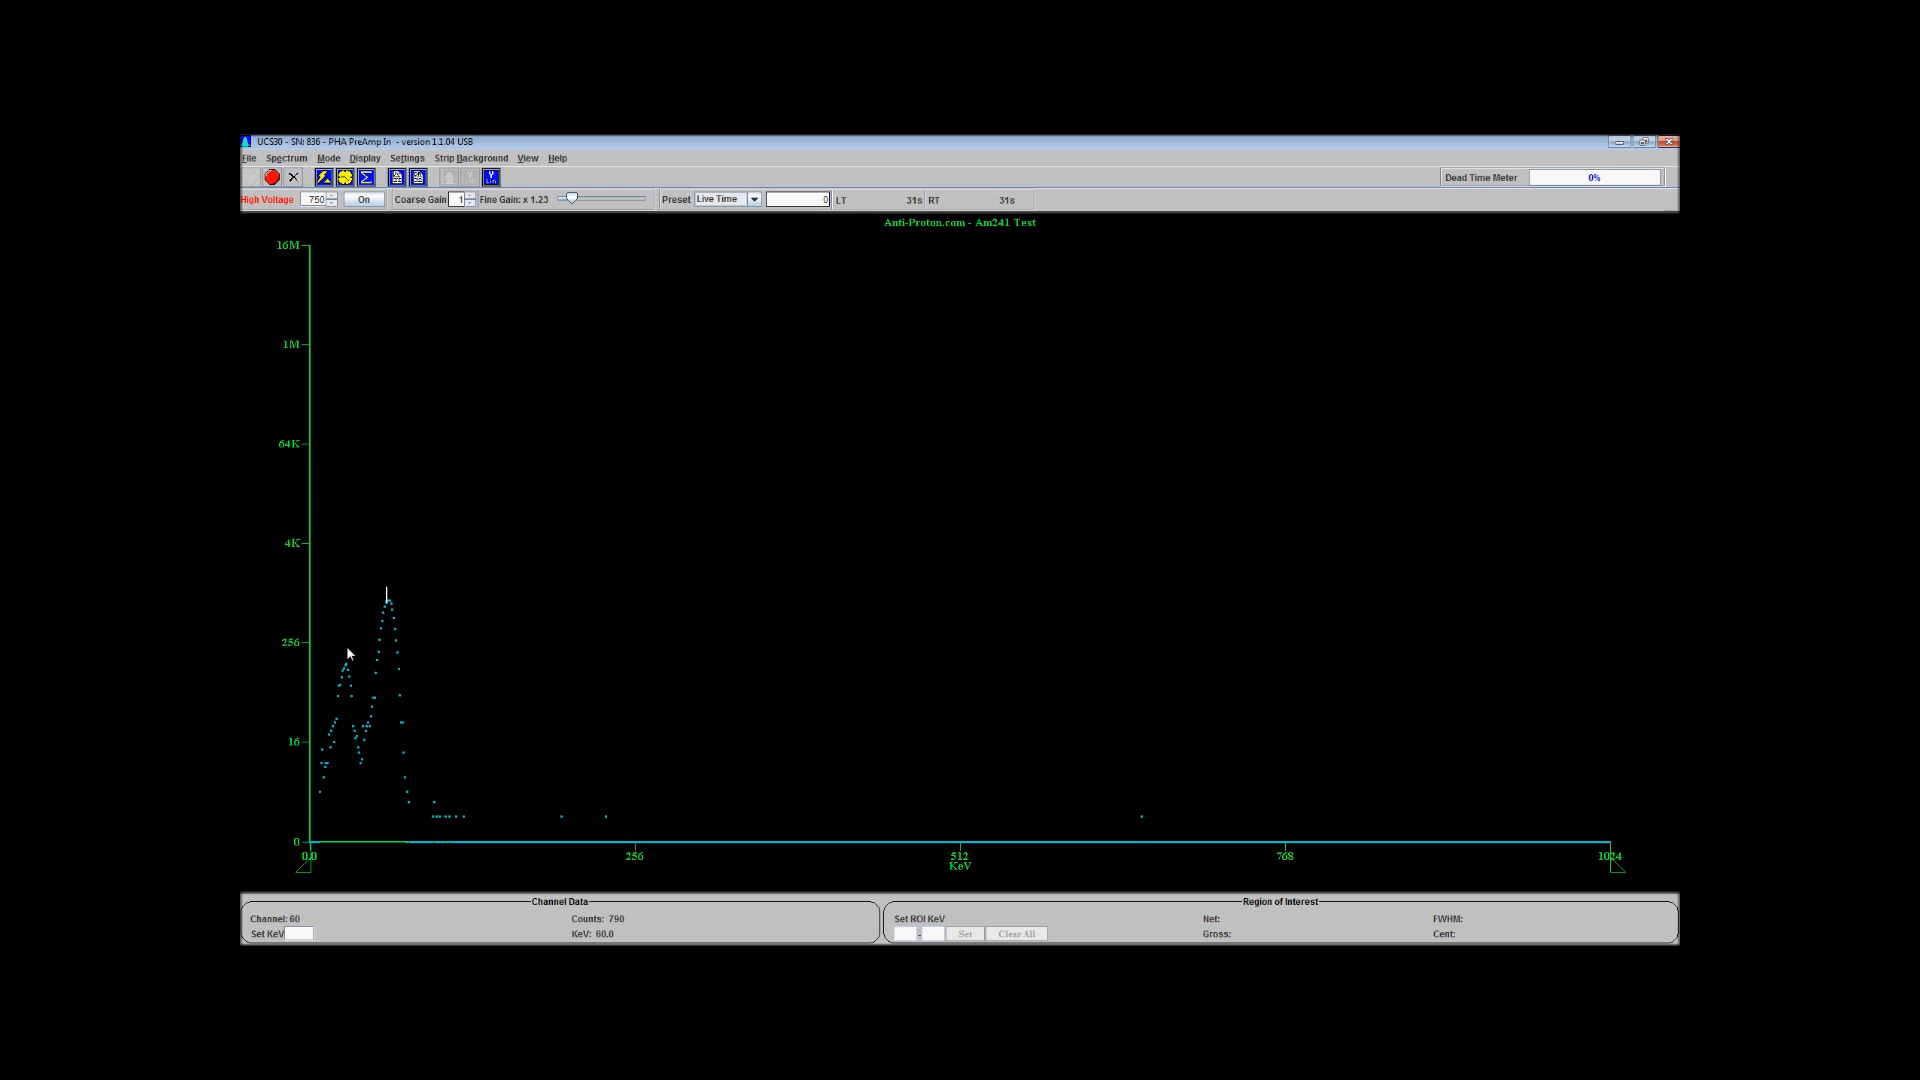 UCS30 - SN: 836 - PHA PreAmp In - version 1.1.04 USB
File Spectrum Mode Display Settings Strip Background View Help
Dead Time Meter 0%
High Voltage 750 On Coarse Gain 1 Fine Gain: x 1.23 Preset Live Time 0 LT 31s RT 31s
Anti-Proton.com - Am241 Test
16M
1M
64K
4K
256
16
0
0.0 256 512 768 1024
KeV
Channel Data Region of Interest
Channel: 60 Counts: 790 Set ROI KeV Net: FWHM:
Set KeV KeV: 60.0 - Set Clear All Gross: Cent: